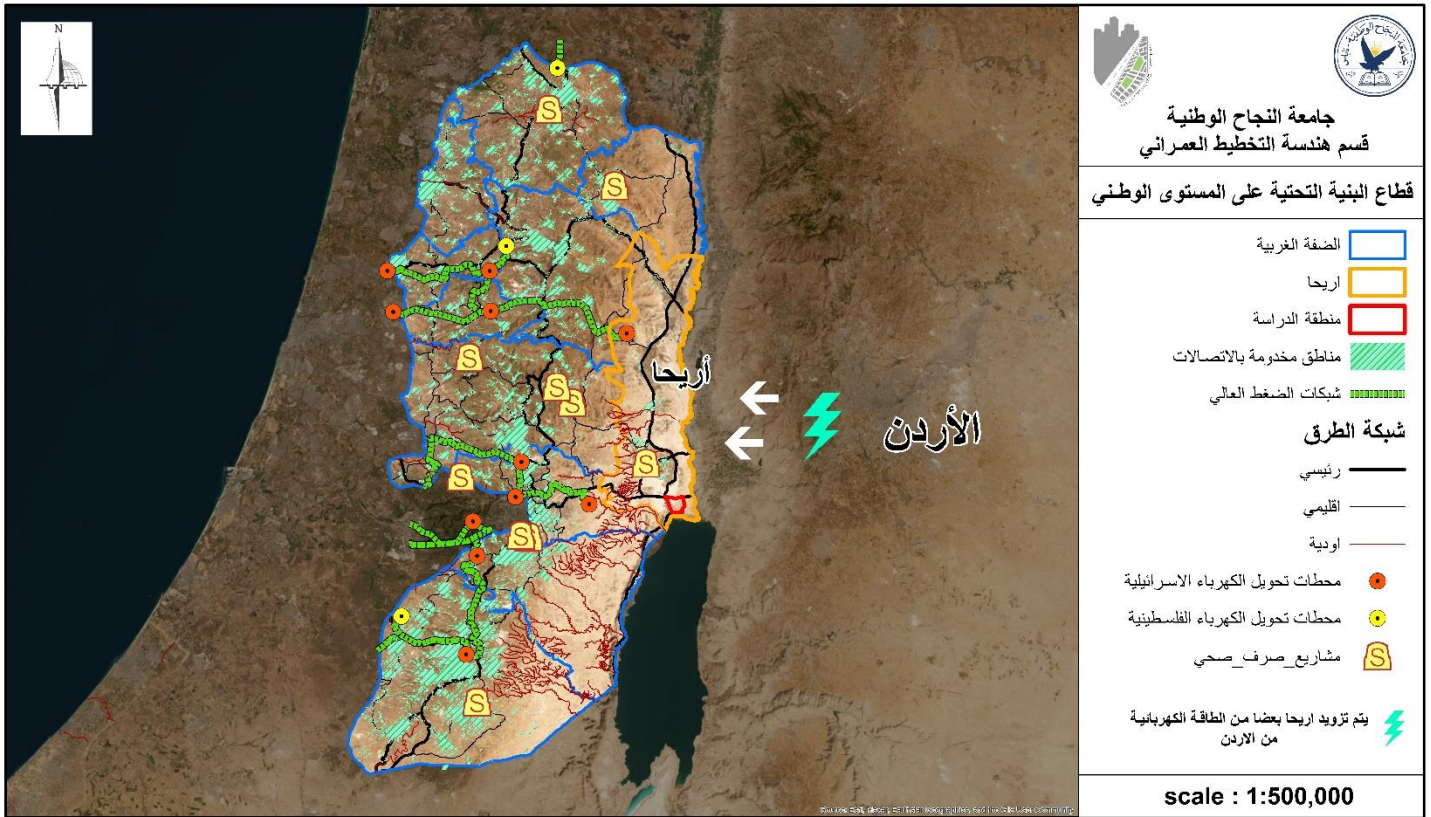 N
أريحا
الأردن
S
S
S
S
S
S
S
S
S
جامعة النجاح الوطنية
قسم هندسة التخطيط العمراني
قطاع البنية التحتية على المستوى الوطني
الضفة الغربية
اريحا
منطقة الدراسة
مناطق مخدومة بالاتصالات
شبكات الضغط العالي
شبكة الطرق
رئيسي
اقليمي
اودية
محطات تحويل الكهرباء الاسرائيلية
محطات تحويل الكهرباء الفلسطينية
مشاريع_صرف_صحي
S
يتم تزويد اريحا بعضا من الطاقة الكهربائية
من الاردن
scale : 1:500,000